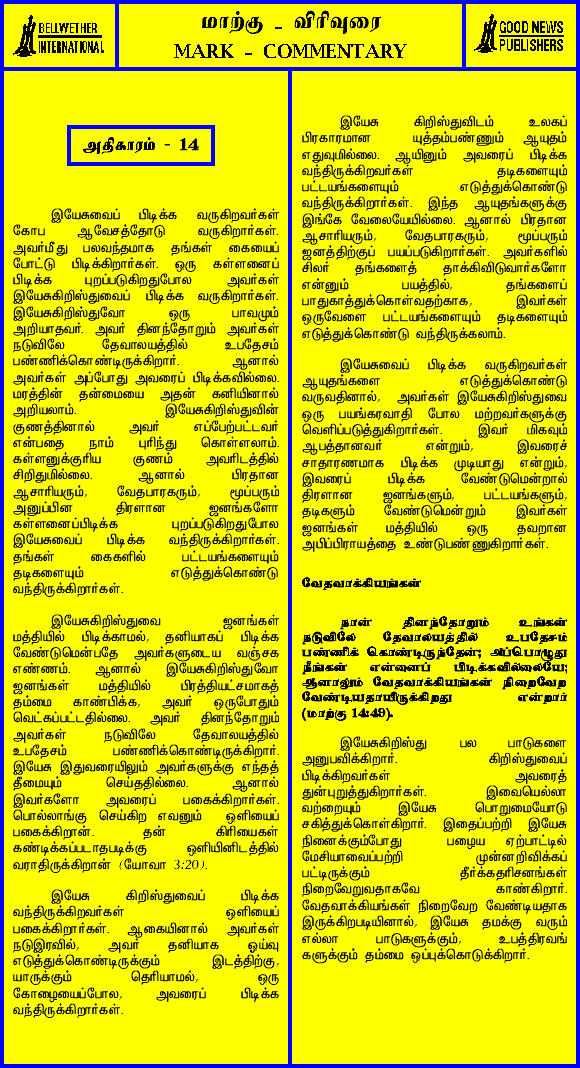 BELLWETHER
INTERNATIONAL
மாற்கு - விரிவுரை
MARK - COMMENTARY
GOOD NEWS
PUBLISHERS
அதிகாரம் - 14
இயேசுவைப் பிடிக்க வருகிறவர்கள்
கோப ஆவேசத்தோடு வருகிறார்கள்.
அவர்மீது பலவந்தமாக தங்கள் கையைப்
போட்டு பிடிக்கிறார்கள். ஒரு கள்ளனைப்
பிடிக்க புறப்படுகிறதுபோல அவர்கள்
இயேசுகிறிஸ்துவைப் பிடிக்க வருகிறார்கள்.
இயேசுகிறிஸ்துவோ ஒரு பாவமும்
அறியாதவர். அவர் தினந்தோறும் அவர்கள்
நடுவிலே தேவாலயத்தில் உபதேசம்
பண்ணிக்கொண்டிருக்கிறார். ஆனால்
அவர்கள் அப்போது அவரைப் பிடிக்கவில்லை.
மரத்தின் தன்மையை அதன் கனியினால்
அறியலாம். இயேசுகிறிஸ்துவின்
குணத்தினால் அவர் எப்பேற்பட்டவர்
என்பதை நாம் புரிந்து கொள்ளலாம்.
கள்ளனுக்குரிய குணம் அவரிடத்தில்
சிறிதுமில்லை. ஆனால் பிரதான
ஆசாரியரும், வேதபாரகரும், மூப்பரும்
அனுப்பின திரளான ஜனங்களோ
கள்ளனைப்பிடிக்க புறப்படுகிறதுபோல
இயேசுவைப் பிடிக்க வந்திருக்கிறார்கள்.
தங்கள் கைகளில் பட்டயங்களையும்
தடிகளையும் எடுத்துக்கொண்டு
வந்திருக்கிறார்கள்.
இயேசுகிறிஸ்துவை ஜனங்கள்
மத்தியில் பிடிக்காமல், தனியாகப் பிடிக்க
வேண்டுமென்பதே அவர்களுடைய வஞ்சக
எண்ணம். ஆனால் இயேசுகிறிஸ்துவோ
ஜனங்கள் மத்தியில் பிரத்தியட்சமாகத்
தம்மை காண்பிக்க, அவர் ஒருபோதும்
வெட்கப்பட்டதில்லை. அவர் தினந்தோறும்
அவர்கள் நடுவிலே தேவாலயத்தில்
உபதேசம் பண்ணிக்கொண்டிருக்கிறார்.
இயேசு இதுவரையிலும் அவர்களுக்கு எந்தத்
தீமையும் செய்ததில்லை. ஆனால்
இவர்களோ அவரைப் பகைக்கிறார்கள்.
பொல்லாங்கு செய்கிற எவனும் ஒளியைப்
பகைக்கிறான். தன் கிரியைகள்
கண்டிக்கப்படாதபடிக்கு ஒளியினிடத்தில்
வராதிருக்கிறான் (யோவா 3:20).
இயேசு கிறிஸ்துவைப் பிடிக்க
வந்திருக்கிறவர்கள் ஒளியைப்
பகைக்கிறார்கள். ஆகையினால் அவர்கள்
நடுஇரவில், அவர் தனியாக ஓய்வு
எடுத்துக்கொண்டிருக்கும் இடத்திற்கு,
யாருக்கும் தெரியாமல், ஒரு
கோழையைப்போல, அவரைப் பிடிக்க
வந்திருக்கிறார்கள்.
இயேசு கிறிஸ்துவிடம் உலகப்
பிரகாரமான யுத்தம்பண்ணும் ஆயுதம்
எதுவுமில்லை. ஆயினும் அவரைப் பிடிக்க
வந்திருக்கிறவர்கள் தடிகளையும்
பட்டயங்களையும் எடுத்துக்கொண்டு
வந்திருக்கிறார்கள். இந்த ஆயுதங்களுக்கு
இங்கே வேலையேயில்லை. ஆனால் பிரதான
ஆசாரியரும், வேதபாரகரும், மூப்பரும்
ஜனத்திற்குப் பயப்படுகிறார்கள். அவர்களில்
சிலர் தங்களைத் தாக்கிவிடுவார்களோ
என்னும் பயத்தில், தங்களைப்
பாதுகாத்துக்கொள்வதற்காக, இவர்கள்
ஒருவேளை பட்டயங்களையும் தடிகளையும்
எடுத்துக்கொண்டு வந்திருக்கலாம்.
இயேசுவைப் பிடிக்க வருகிறவர்கள்
ஆயுதங்களை எடுத்துக்கொண்டு
வருவதினால், அவர்கள் இயேசுகிறிஸ்துவை
ஒரு பயங்கரவாதி போல மற்றவர்களுக்கு
வெளிப்படுத்துகிறார்கள். இவர் மிகவும்
ஆபத்தானவர் என்றும், இவரைச்
சாதாரணமாக பிடிக்க முடியாது என்றும்,
இவரைப் பிடிக்க வேண்டுமென்றால்
திரளான ஜனங்களும், பட்டயங்களும்,
தடிகளும் வேண்டுமென்றும் இவர்கள்
ஜனங்கள் மத்தியில் ஒரு தவறான
அபிப்பிராயத்தை உண்டுபண்ணுகிறார்கள்.
வேதவாக்கியங்கள்
நான் தினந்தோறும் உங்கள்
நடுவிலே தேவாலயத்தில் உபதேசம்
பண்ணிக் கொண்டிருந்தேன்; அப்பொழுது
நீங்கள் என்னைப் பிடிக்கவில்லையே;
ஆனாலும் வேதவாக்கியங்கள் நிறைவேற
வேண்டியதாயிருக்கிறது என்றார்
(மாற்கு 14:49).
இயேசுகிறிஸ்து பல பாடுகளை
அனுபவிக்கிறார். கிறிஸ்துவைப்
பிடிக்கிறவர்கள் அவரைத்
துன்புறுத்துகிறார்கள். இவையெல்லா
வற்றையும் இயேசு பொறுமையோடு
சகித்துக்கொள்கிறார். இதைப்பற்றி இயேசு
நினைக்கும்போது பழைய ஏற்பாட்டில்
மேசியாவைப்பற்றி முன்னறிவிக்கப்
பட்டிருக்கும் தீர்க்கதரிசனங்கள்
நிறைவேறுவதாகவே காண்கிறார்.
வேதவாக்கியங்கள் நிறைவேற வேண்டியதாக
இருக்கிறபடியினால், இயேசு தமக்கு வரும்
எல்லா பாடுகளுக்கும், உபத்திரவங்
களுக்கும் தம்மை ஒப்புக்கொடுக்கிறார்.